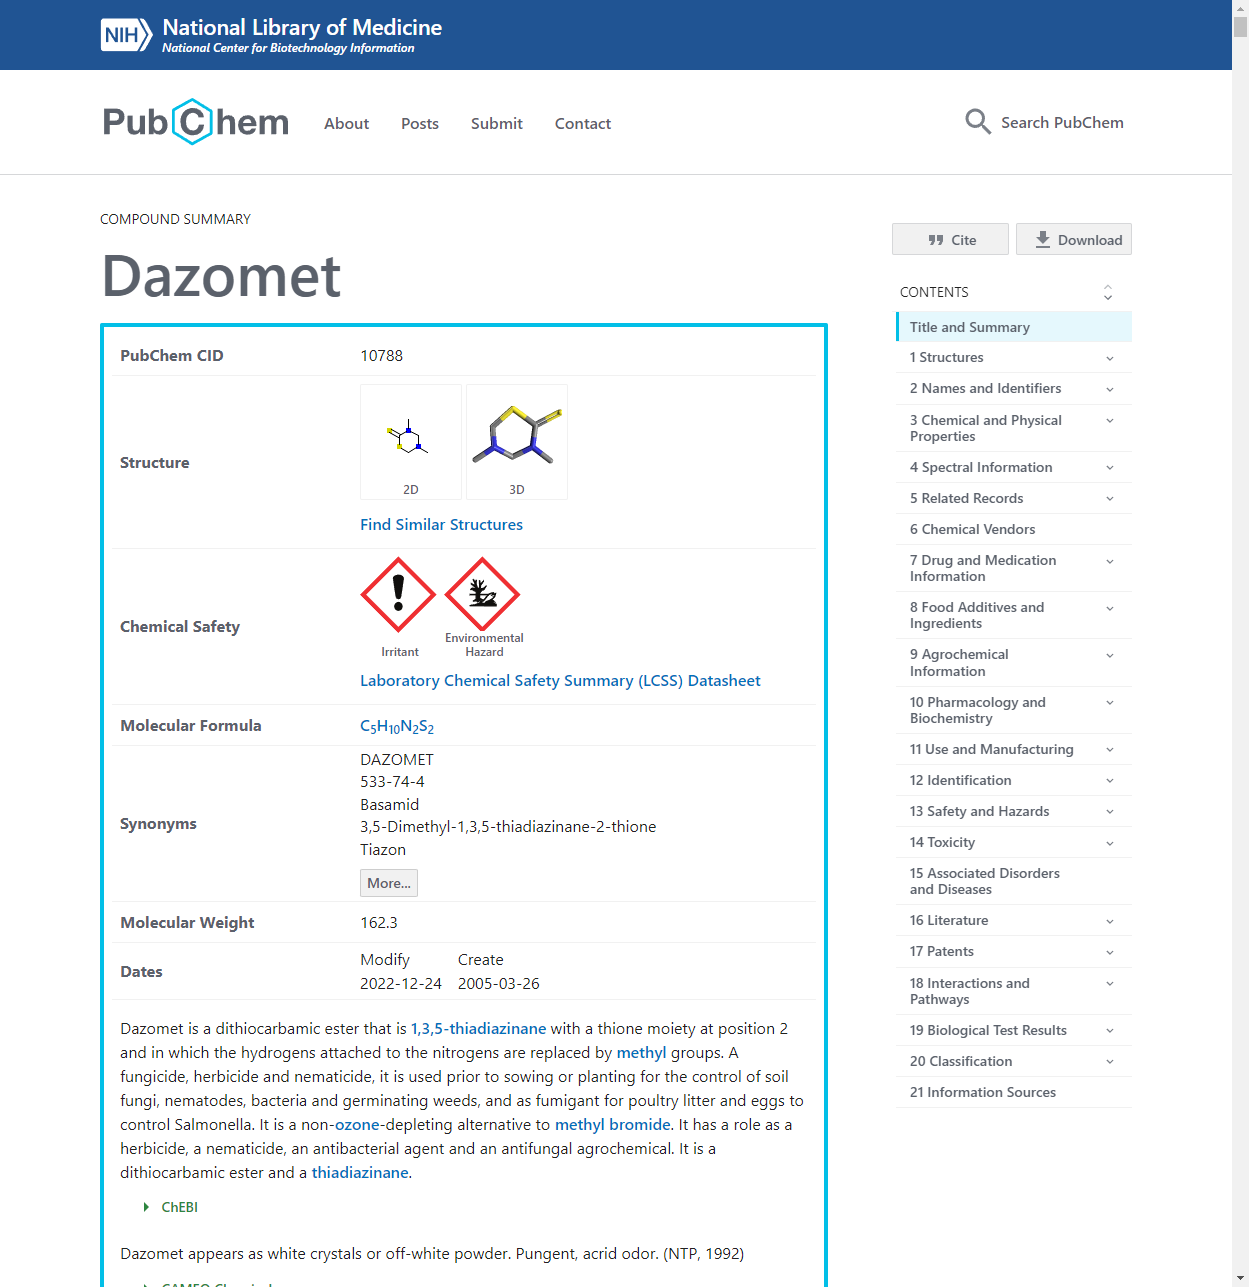 NIH National Library of Medicine
National Center for Biotechnology Information
PubChem About Posts Submit Contact Search PubChem
COMPOUND SUMMARY
Dazomet
PubChem CID 10788
Structure
2D 3D
Find Similar Structures
Chemical Safety
Irritant
Environmental
Hazard
Laboratory Chemical Safety Summary (LCSS) Datasheet
Molecular Formula C5H10N2S2
Synonyms
DAZOMET
533-74-4
Basamid
3,5-Dimethyl-1,3,5-thiadiazinane-2-thione
Tiazon
More...
Molecular Weight 162.3
Dates
Modify Create
2022-12-24 2005-03-26
Dazomet is a dithiocarbamic ester that is 1,3,5-thiadiazinane with a thione moiety at position 2
and in which the hydrogens attached to the nitrogens are replaced by methyl groups. A
fungicide, herbicide and nematicide, it is used prior to sowing or planting for the control of soil
fungi, nematodes, bacteria and germinating weeds, and as fumigant for poultry litter and eggs to
control Salmonella. It is a non-ozone-depleting alternative to methyl bromide. It has a role as a
herbicide, a nematicide, an antibacterial agent and an antifungal agrochemical. It is a
dithiocarbamic ester and a thiadiazinane.
ChEBI
Dazomet appears as white crystals or off-white powder. Pungent, acrid odor. (NTP, 1992)
Cite Download
CONTENTS
Title and Summary
1 Structures
2 Names and Identifiers
3 Chemical and Physical
Properties
4 Spectral Information
5 Related Records
6 Chemical Vendors
7 Drug and Medication
Information
8 Food Additives and
Ingredients
9 Agrochemical
Information
10 Pharmacology and
Biochemistry
11 Use and Manufacturing
12 Identification
13 Safety and Hazards
14 Toxicity
15 Associated Disorders
and Diseases
16 Literature
17 Patents
18 Interactions and
Pathways
19 Biological Test Results
20 Classification
21 Information Sources